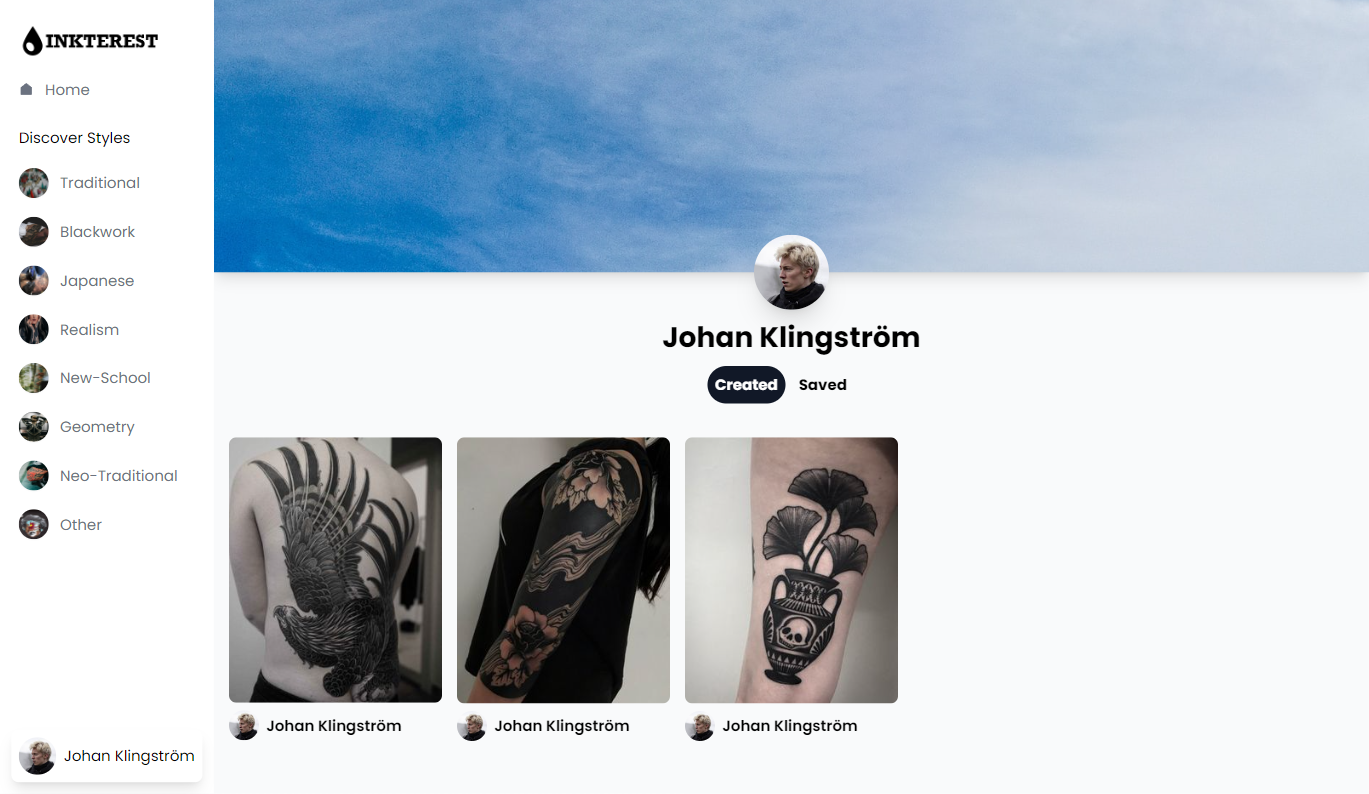 INKTEREST
Home
Discover Styles
Traditional
Blackwork
Japanese
Realism
New-School
Geometry
Neo-Traditional
Other
Johan Klingström
Johan Klingström
Created Saved
Johan Klingström Johan Klingström Johan Klingström